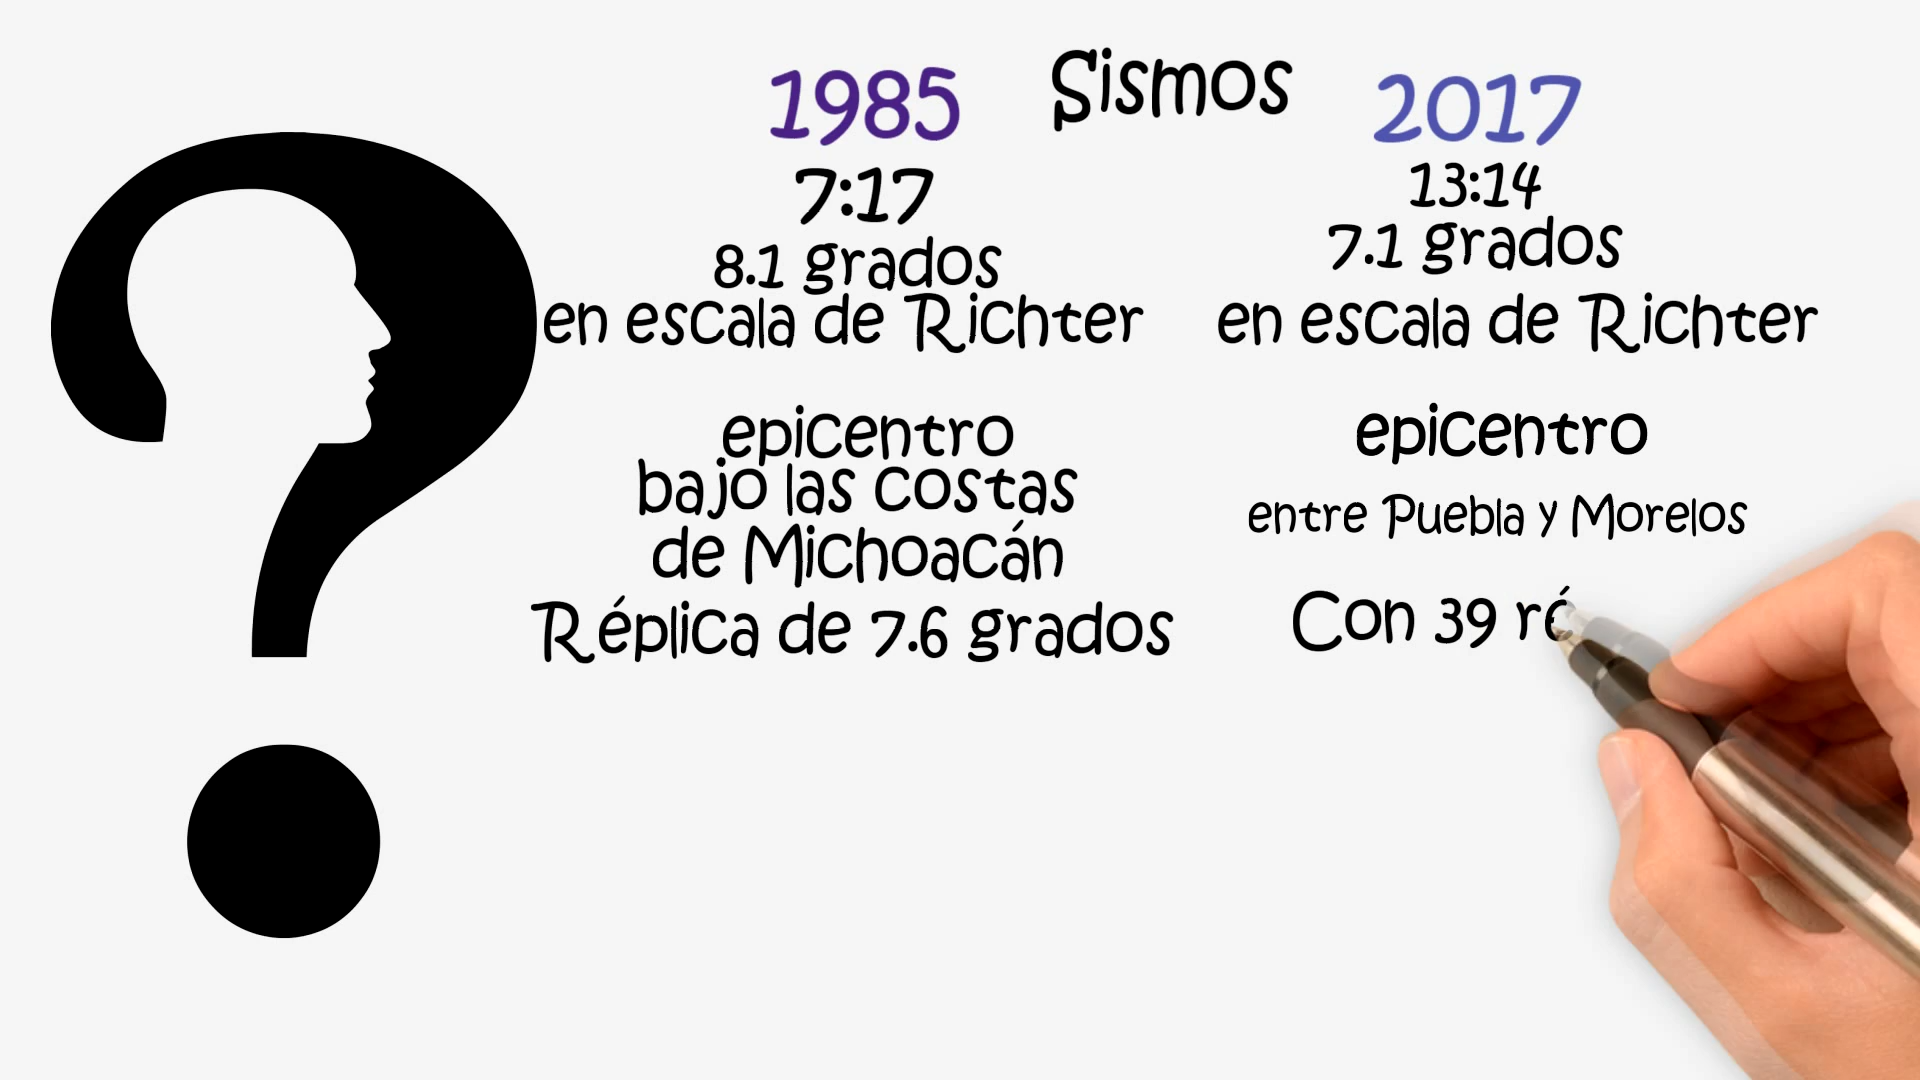 Sismos
1985
7:17
8.1 grados
en escala de Richter
epicentro
bajo las costas
de Michoacán
Réplica de 7.6 grados
2017
13:14
7.1 grados
en escala de Richter
epicentro
entre Puebla y Morelos
Con 39 ré